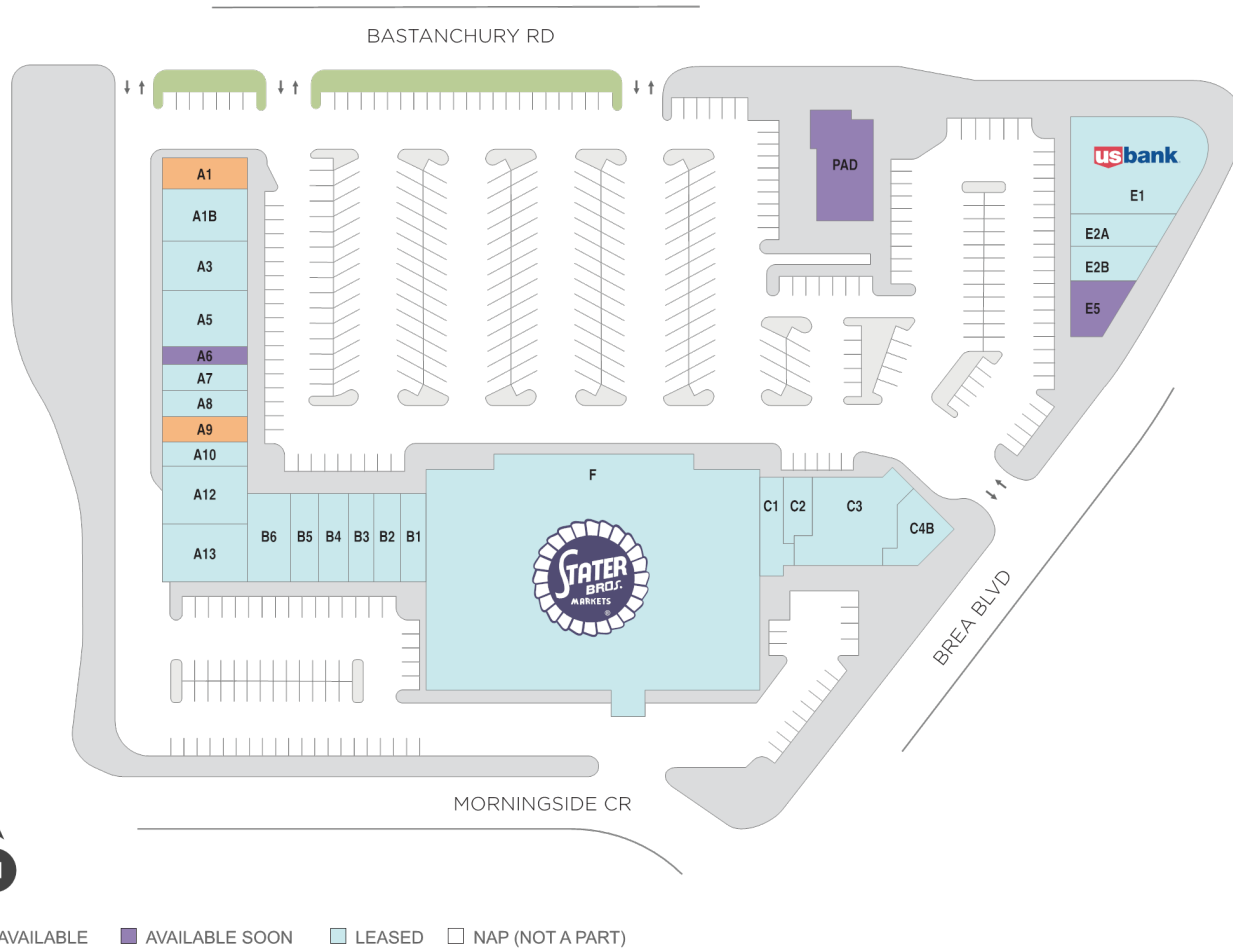 BASTANCHURY RD
A1
A1B
A3
A5
A6
A7
A8
A9
A10
A12
A13
B6
B5
B4
B3
B2
B1
F
STATER
BROS.
MARKETS
®
C1
C2
C3
C4B
PAD
usbank
E1
E2A
E2B
E5
BREA BLVD
MORNINGSIDE CR
AVAILABLE
AVAILABLE SOON
LEASED
NAP (NOT A PART)